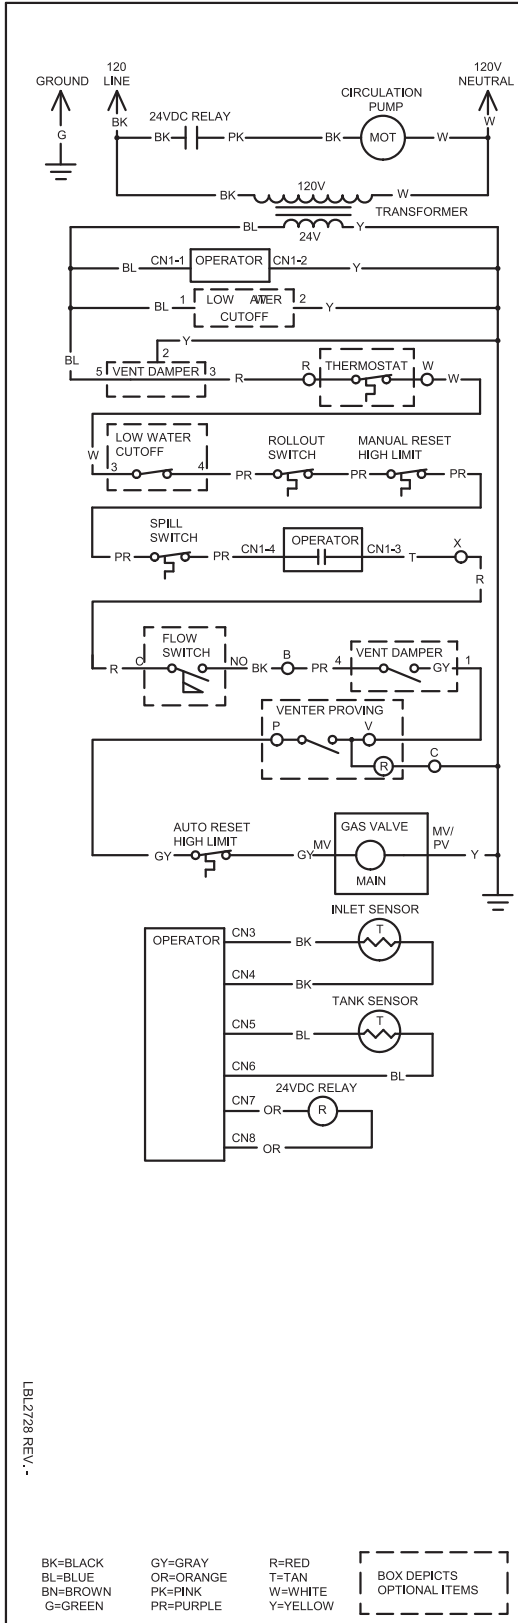 120 120V
GROUND LINE NEUTRAL
CIRCULATION
PUMP
BK W
24VDC RELAY
G BK PK BK MOT W
120V
BK W
TRANSFORMER
BL 24V Y
BL CN1-1 OPERATOR CN1-2 Y
BL 1 LOW WATER 2 Y
CUTOFF
Y
2
BL
5 VENT DAMPER 3 R R THERMOSTAT W W
LOW WATER
CUTOFF
ROLLOUT
SWITCH
MANUAL RESET
HIGH LIMIT
W 3 4 PR PR PR
SPILL
SWITCH
PR PR CN1-4 OPERATOR CN1-3 T X
R
FLOW
SWITCH
R C NO BK B PR 4 VENT DAMPER GY 1
VENTER PROVING
P V
R C
AUTO RESET
HIGH LIMIT
GAS VALVE
MV/
PV
GY GY MV Y
MAIN
INLET SENSOR
OPERATOR CN3 BK T
CN4 BK
TANK SENSOR
CN5 BL T
CN6 BL
24VDC RELAY
CN7 OR R
CN8 OR
LBL2728 REV. -
BK=BLACK GY=GRAY R=RED
BL=BLUE OR=ORANGE T=TAN
BN=BROWN PK=PINK W=WHITE
G=GREEN PR=PURPLE Y=YELLOW
BOX DEPICTS
OPTIONAL ITEMS